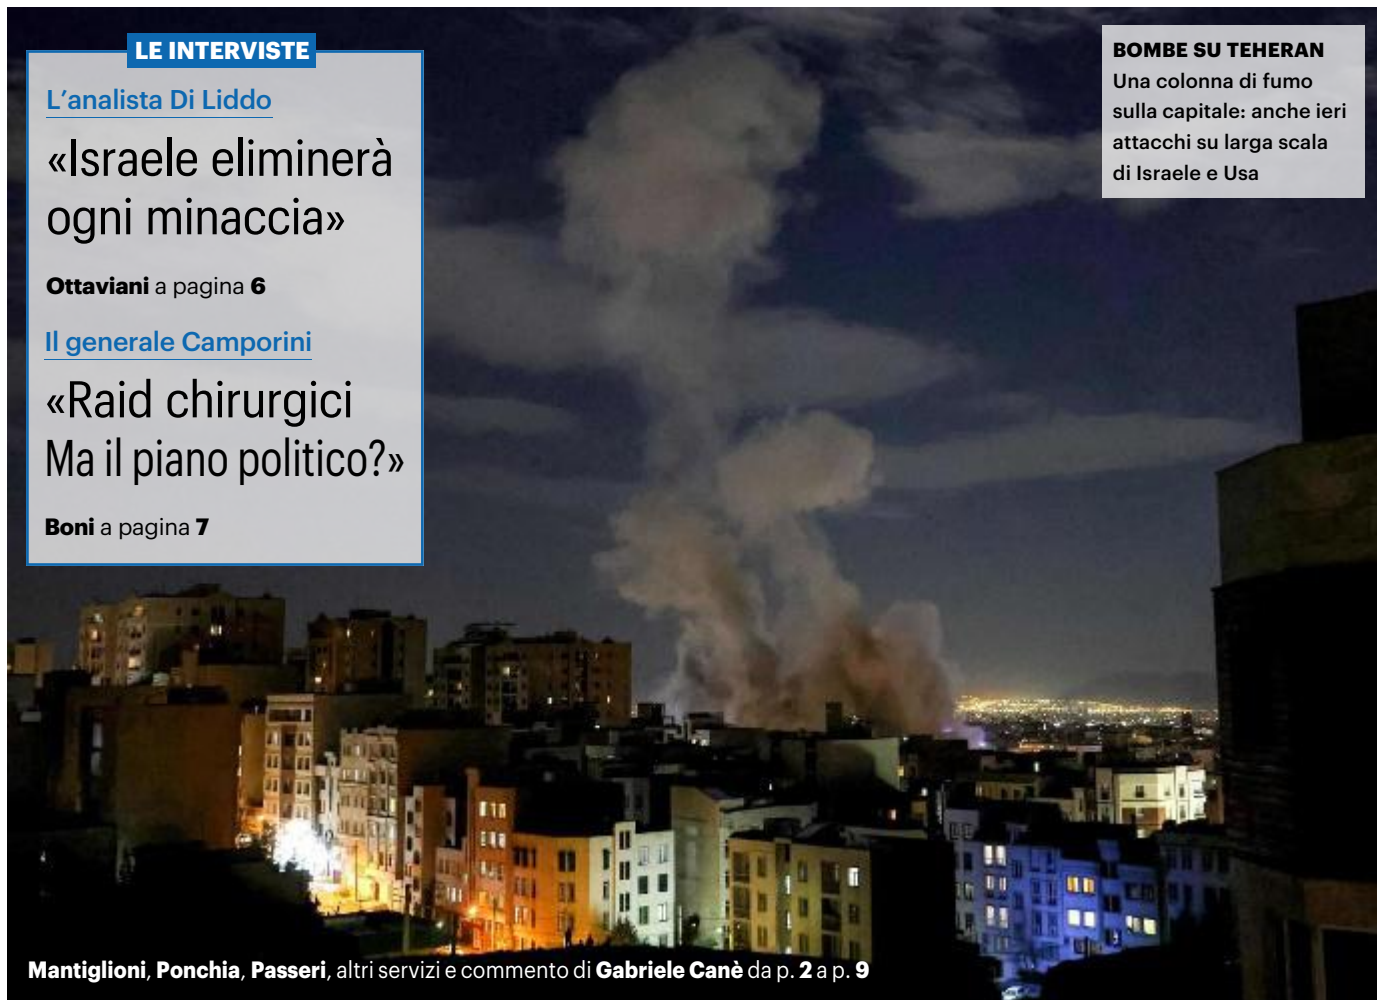 LE INTERVISTE
L'analista Di Liddo
«Israele eliminerà
ogni minaccia»
Ottaviani a pagina 6
Il generale Camporini
«Raid chirurgici
Ma il piano politico?»
Boni a pagina 7
BOMBE SU TEHERAN
Una colonna di fumo
sulla capitale: anche ieri
attacchi su larga scala
di Israele e Usa
Mantiglioni, Ponchia, Passeri, altri servizi e commento di Gabriele Canè da p. 2 a p. 9